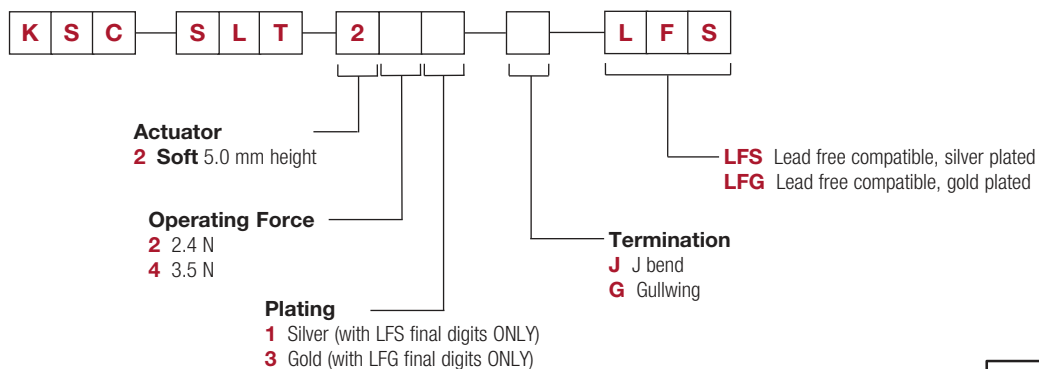 K S C S L T 2 L F S
Actuator
2 Soft 5.0 mm height
LFS Lead free compatible, silver plated
LFG Lead free compatible, gold plated
Operating Force
2 2.4 N
4 3.5 N
Termination
J J bend
G Gullwing
Plating
1 Silver (with LFS final digits ONLY)
3 Gold (with LFG final digits ONLY)